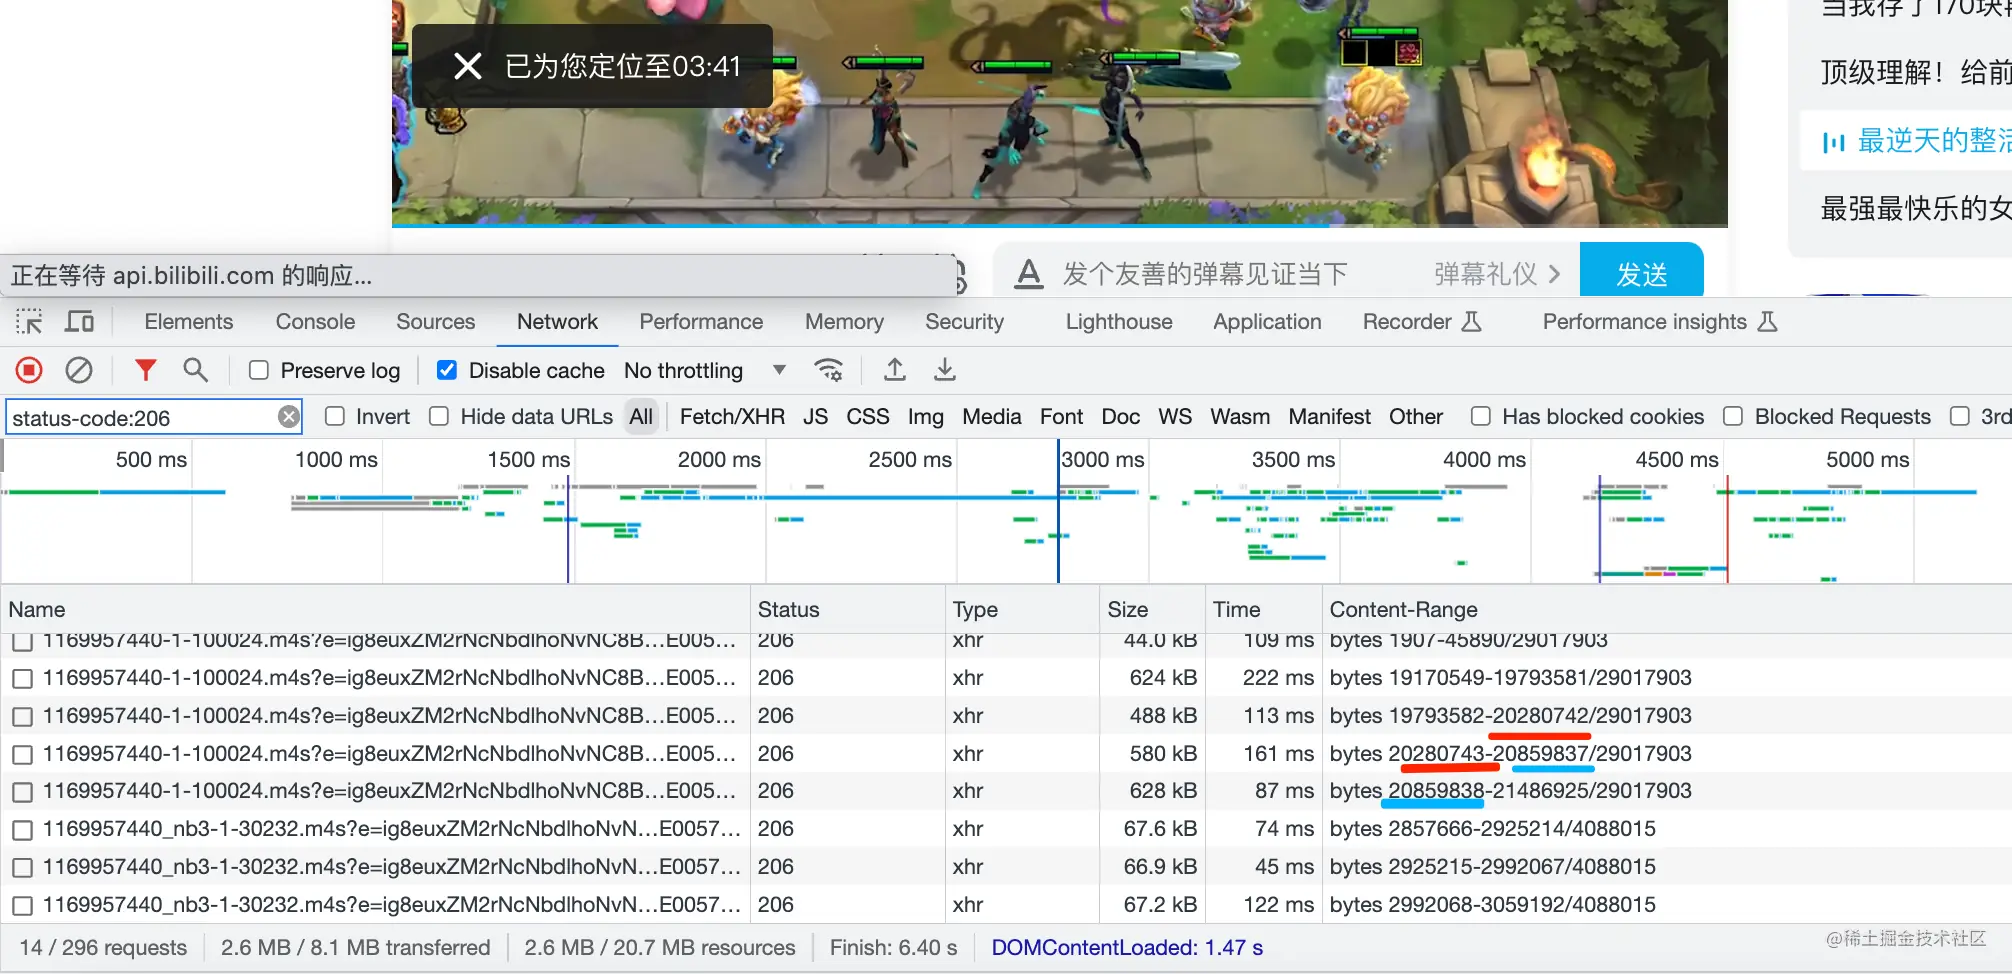 当我存了170块
已为您定位至03:41
顶级理解！给前
最逆天的整活
最强最快乐的女
正在等待 api.bilibili.com 的响应...
发个友善的弹幕见证当下 弹幕礼仪 发送
Elements Console Sources Network Performance Memory Security Lighthouse Application Recorder Performance insights
Preserve log Disable cache No throttling
status-code:206 Invert Hide data URLs All Fetch/XHR JS CSS Img Media Font Doc WS Wasm Manifest Other Has blocked cookies Blocked Requests 3rd
500 ms 1000 ms 1500 ms 2000 ms 2500 ms 3000 ms 3500 ms 4000 ms 4500 ms 5000 ms
Name Status Type Size Time Content-Range
1169957440-1-100024.m4s?e=ig8euxZM2rNcNbdlhoNvNC8B...E005... 206 xhr 44.0 kB 109 ms bytes 1907-45890/29017903
1169957440-1-100024.m4s?e=ig8euxZM2rNcNbdlhoNvNC8B...E005... 206 xhr 624 kB 222 ms bytes 19170549-19793581/29017903
1169957440-1-100024.m4s?e=ig8euxZM2rNcNbdlhoNvNC8B...E005... 206 xhr 488 kB 113 ms bytes 19793582-20280742/29017903
1169957440-1-100024.m4s?e=ig8euxZM2rNcNbdlhoNvNC8B...E005... 206 xhr 580 kB 161 ms bytes 20280743-20859837/29017903
1169957440-1-100024.m4s?e=ig8euxZM2rNcNbdlhoNvNC8B...E005... 206 xhr 628 kB 87 ms bytes 20859838-21486925/29017903
1169957440_nb3-1-30232.m4s?e=ig8euxZM2rNcNbdlhoNvN...E0057... 206 xhr 67.6 kB 74 ms bytes 2857666-2925214/4088015
1169957440_nb3-1-30232.m4s?e=ig8euxZM2rNcNbdlhoNvN...E0057... 206 xhr 66.9 kB 45 ms bytes 2925215-2992067/4088015
1169957440_nb3-1-30232.m4s?e=ig8euxZM2rNcNbdlhoNvN...E0057... 206 xhr 67.2 kB 122 ms bytes 2992068-3059192/4088015
14 / 296 requests 2.6 MB / 8.1 MB transferred 2.6 MB / 20.7 MB resources Finish: 6.40 s DOMContentLoaded: 1.47 s
@稀土掘金技术社区